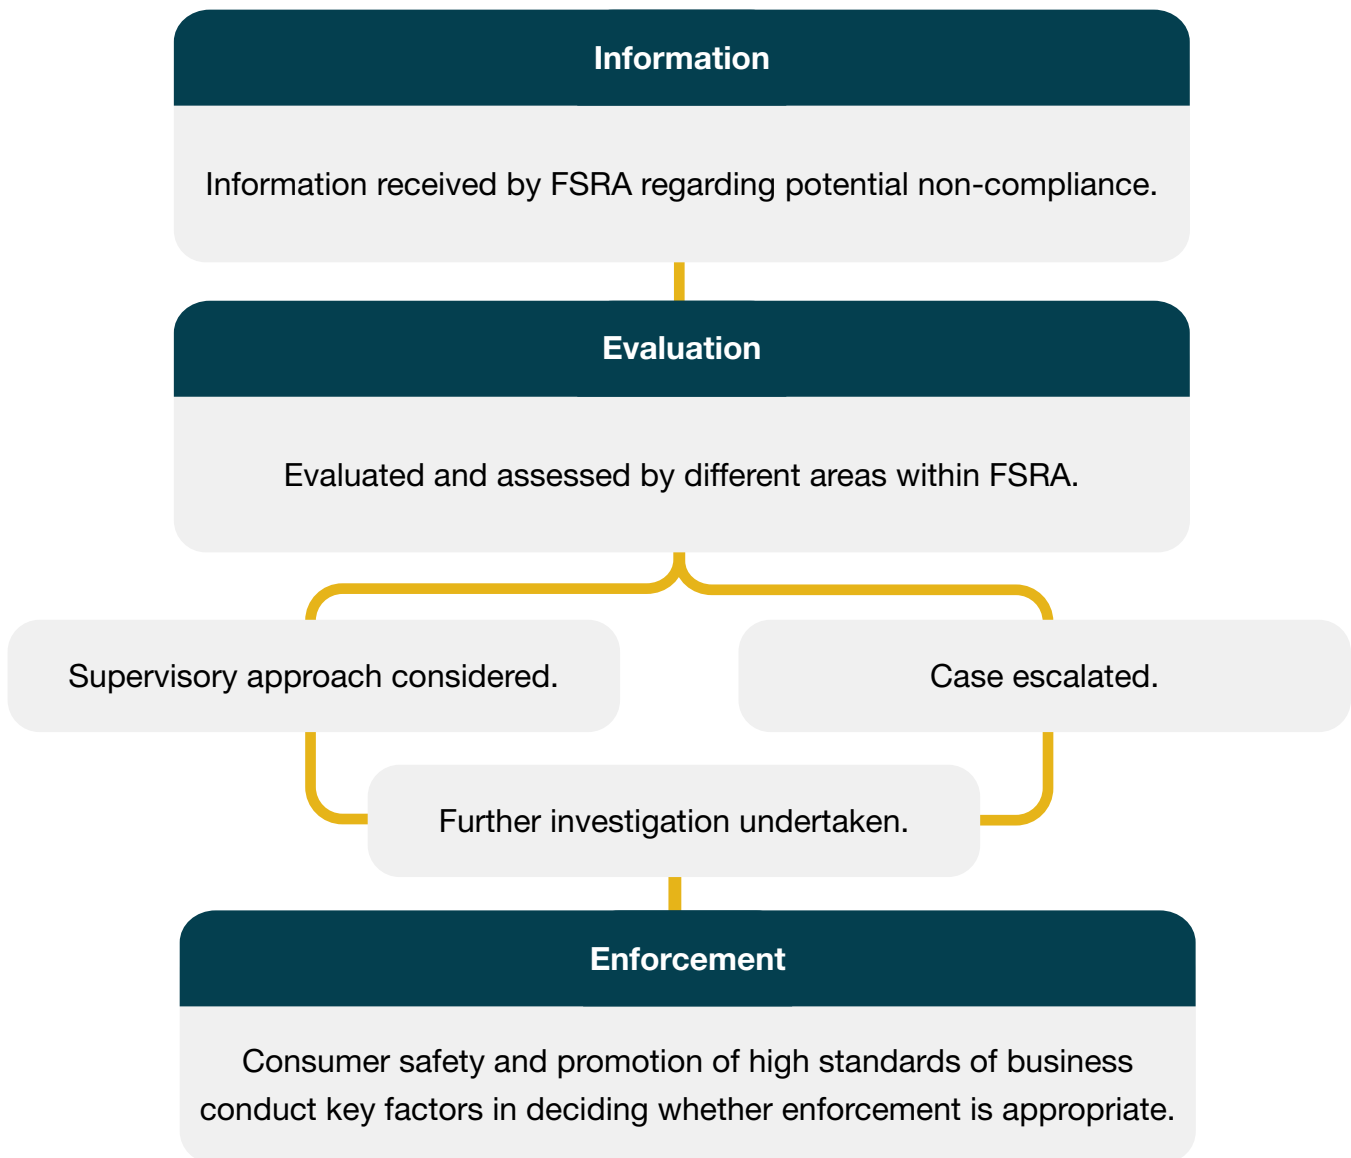 Information
Information received by FSRA regarding potential non-compliance.
Evaluation
Evaluated and assessed by different areas within FSRA.
Supervisory approach considered.
Case escalated.
Further investigation undertaken.
Enforcement
Consumer safety and promotion of high standards of business
conduct key factors in deciding whether enforcement is appropriate.